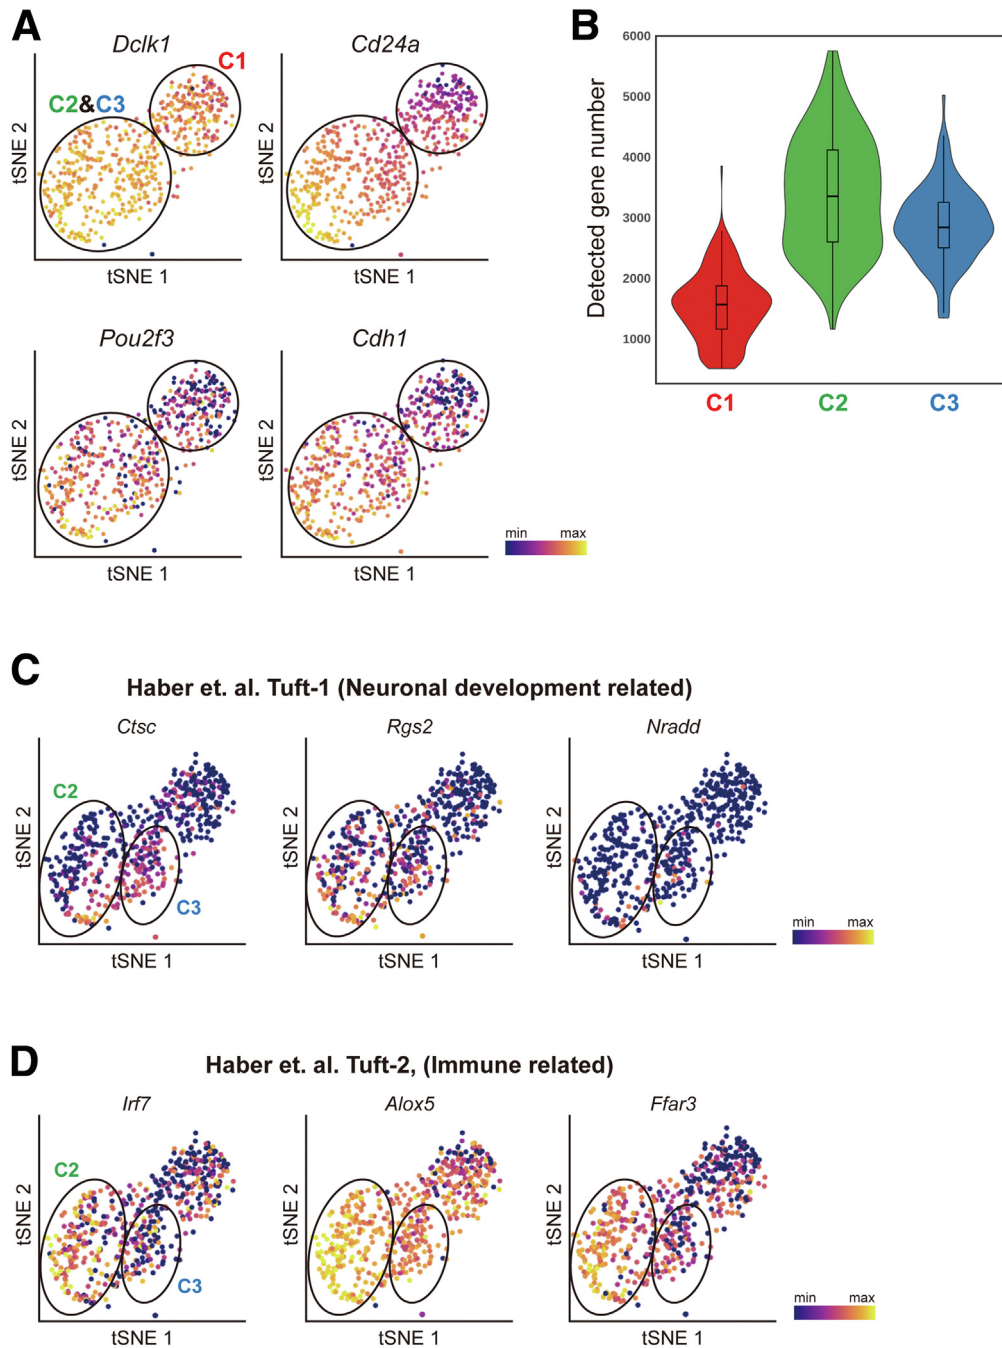 A
Dclk1
Cd24a
C1
C2&C3
tSNE 2
tSNE 1
tSNE 2
tSNE 1
Pou2f3
Cdh1
tSNE 2
tSNE 1
tSNE 2
tSNE 1
min max
B
Detected gene number
6000
5000
4000
3000
2000
1000
C1 C2 C3
C
Haber et. al. Tuft-1 (Neuronal development related)
Ctsc
Rgs2
Nradd
C2
C3
tSNE 2
tSNE 1
tSNE 2
tSNE 1
tSNE 2
tSNE 1
min max
D
Haber et. al. Tuft-2, (Immune related)
Irf7
Alox5
Ffar3
C2
C3
tSNE 2
tSNE 1
tSNE 2
tSNE 1
tSNE 2
tSNE 1
min max